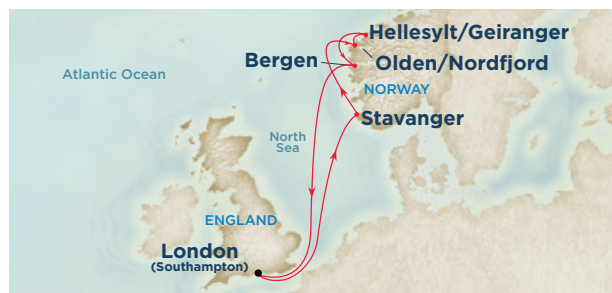 Hellesylt/Geiranger
Bergen
Olden/Nordfjord
Atlantic Ocean
NORWAY
Stavanger
North
Sea
ENGLAND
London
(Southampton)